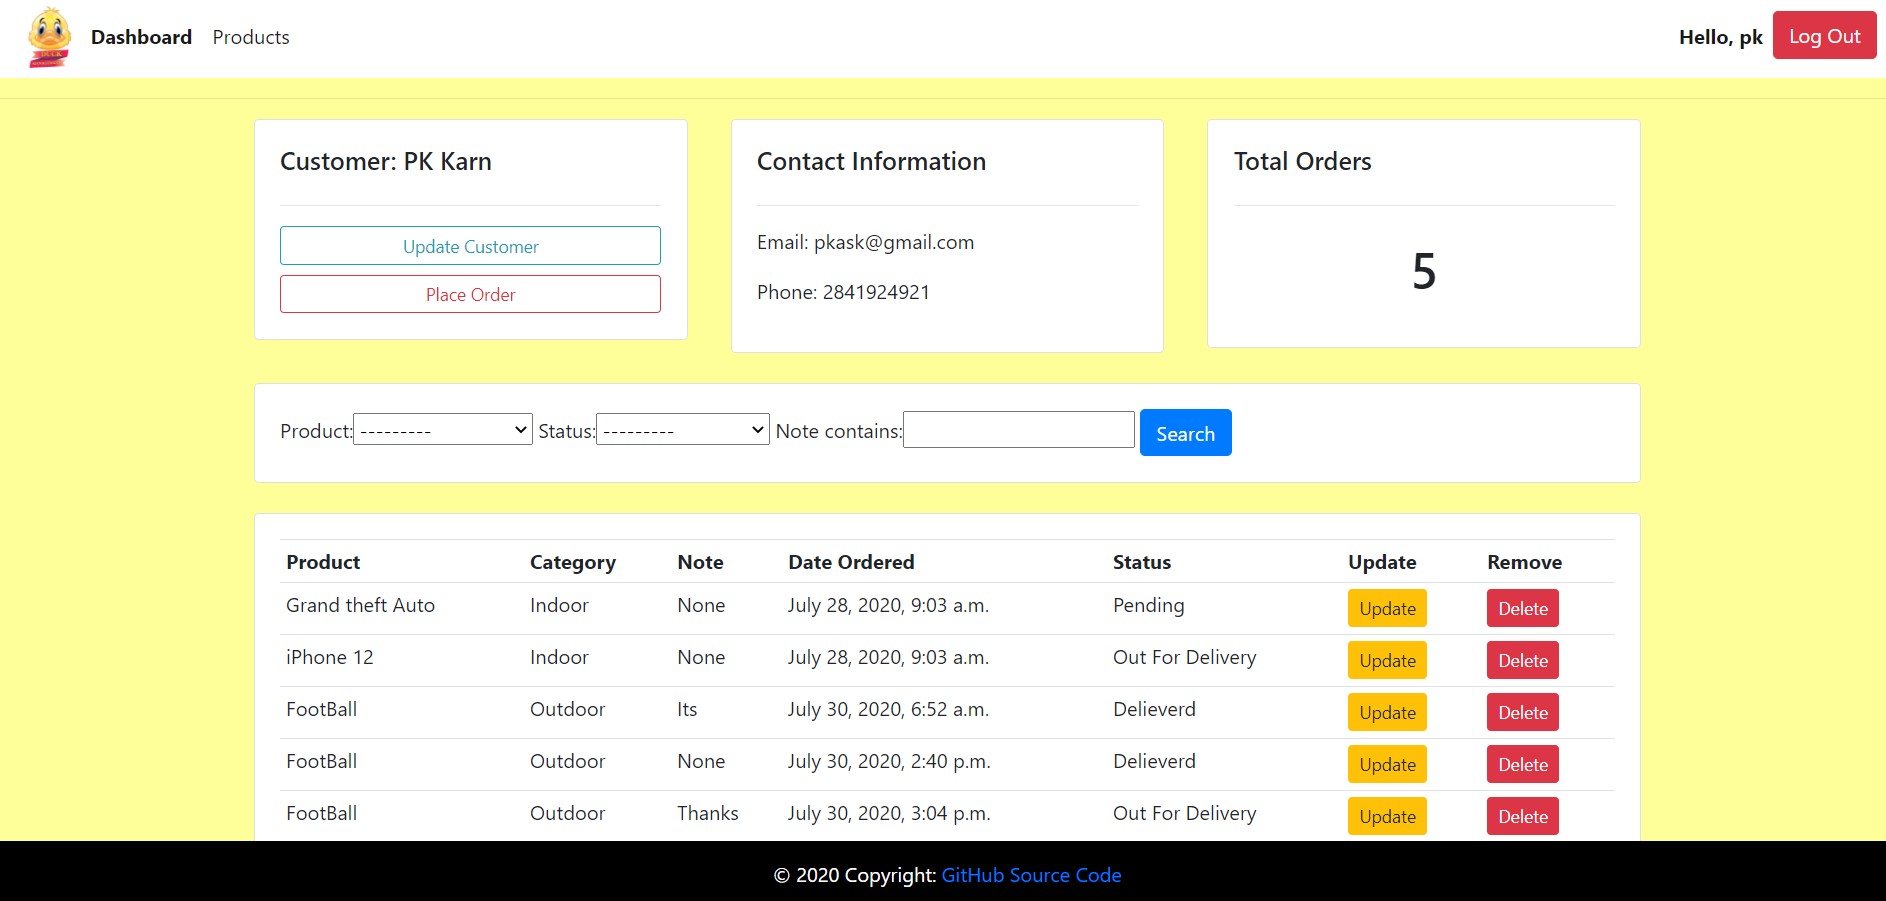 DUCK
Dashboard Products Hello, pk Log Out
Customer: PK Karn
Update Customer
Place Order
Contact Information
Email: pkask@gmail.com
Phone: 2841924921
Total Orders
5
Product: --------- Status: --------- Note contains: Search
Product Category Note Date Ordered Status Update Remove
Grand theft Auto Indoor None July 28, 2020, 9:03 a.m. Pending Update Delete
iPhone 12 Indoor None July 28, 2020, 9:03 a.m. Out For Delivery Update Delete
FootBall Outdoor Its July 30, 2020, 6:52 a.m. Delieverd Update Delete
FootBall Outdoor None July 30, 2020, 2:40 p.m. Delieverd Update Delete
FootBall Outdoor Thanks July 30, 2020, 3:04 p.m. Out For Delivery Update Delete
© 2020 Copyright: GitHub Source Code